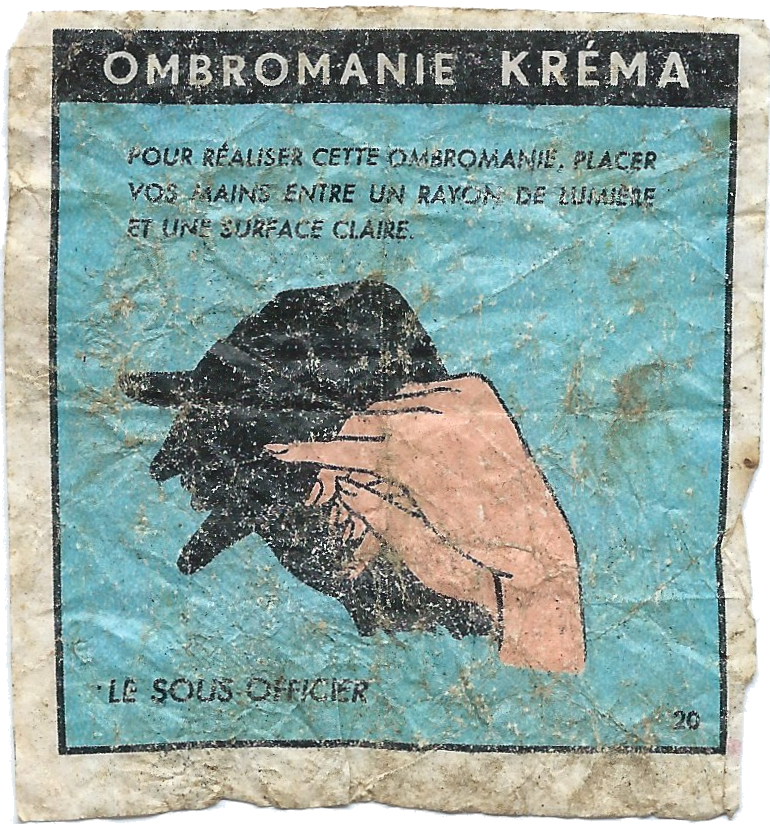 OMBROMANIE KRÉMA
POUR RÉALISER CETTE OMBROMANIE, PLACER
VOS MAINS ENTRE UN RAYON DE LUMIÈRE
ET UNE SURFACE CLAIRE.
LE SOUS OFFICIER
20